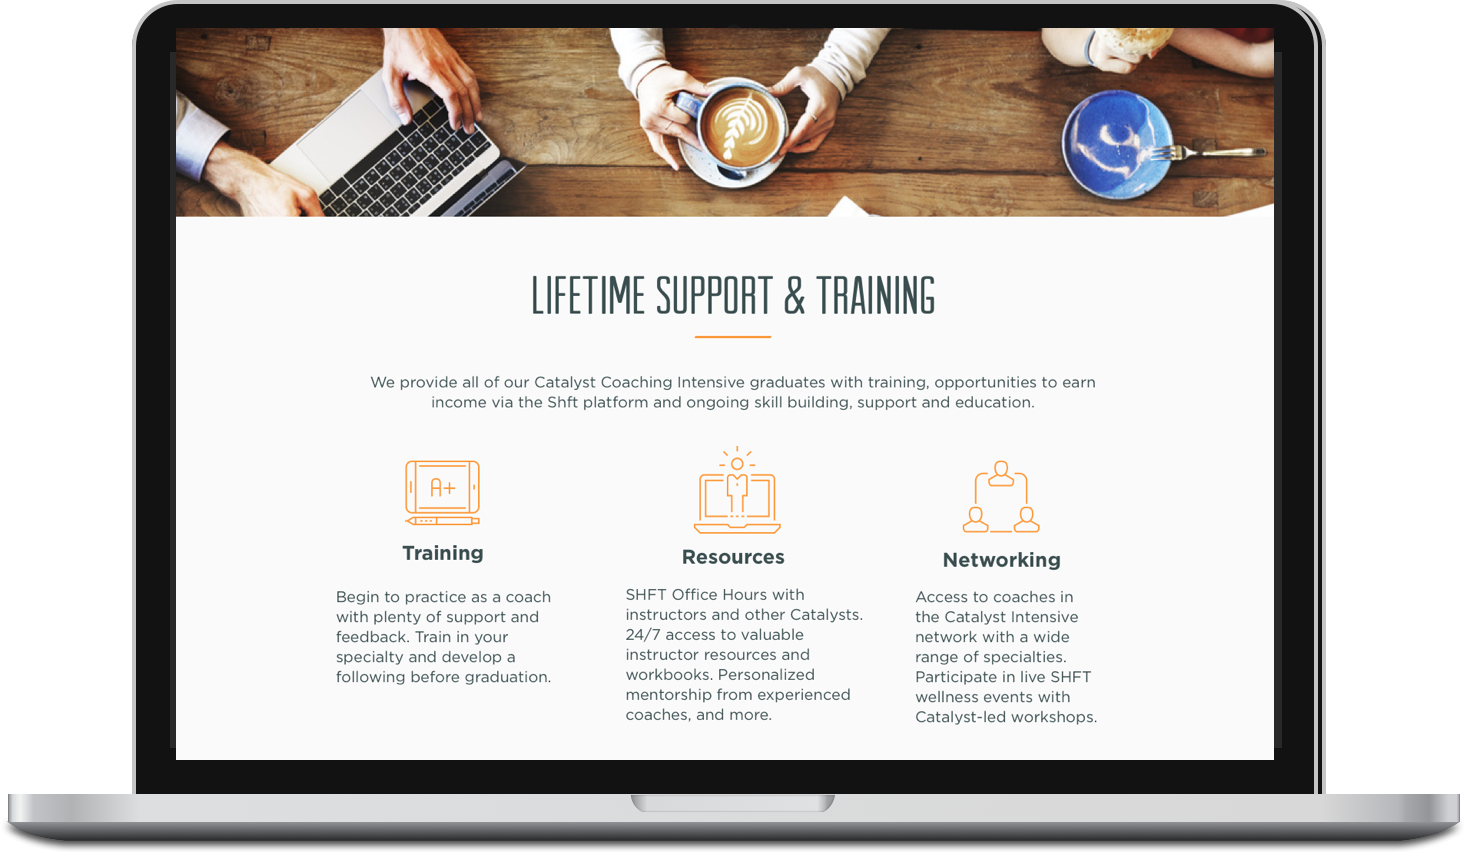 LIFETIME SUPPORT & TRAINING
We provide all of our Catalyst Coaching Intensive graduates with training, opportunities to earn
income via the Shft platform and ongoing skill building, support and education.
A+
Training
Begin to practice as a coach
with plenty of support and
feedback. Train in your
specialty and develop a
following before graduation.
Resources
SHFT Office Hours with
instructors and other Catalysts.
24/7 access to valuable
instructor resources and
workbooks. Personalized
mentorship from experienced
coaches, and more.
Networking
Access to coaches in
the Catalyst Intensive
network with a wide
range of specialties.
Participate in live SHFT
wellness events with
Catalyst-led workshops.